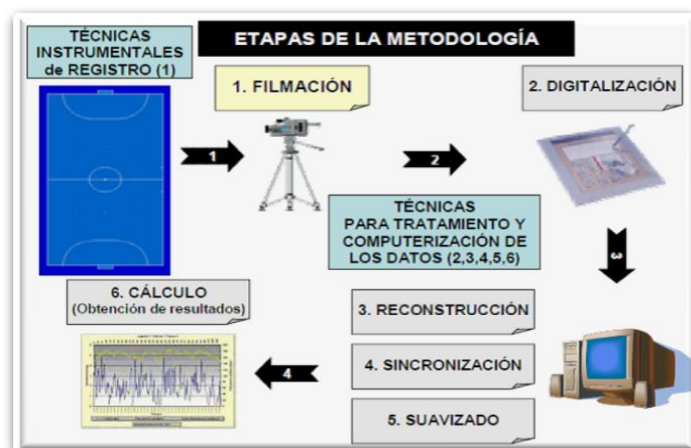 TÉCNICAS
INSTRUMENTALES
de REGISTRO (1)
ETAPAS DE LA METODOLOGÍA
1. FILMACIÓN
2. DIGITALIZACIÓN
1
2
TÉCNICAS
PARA TRATAMIENTO Y
COMPUTERIZACIÓN DE
LOS DATOS (2,3,4,5,6)
3
6. CÁLCULO
(Obtención de resultados)
3. RECONSTRUCCIÓN
4. SINCRONIZACIÓN
4
5. SUAVIZADO